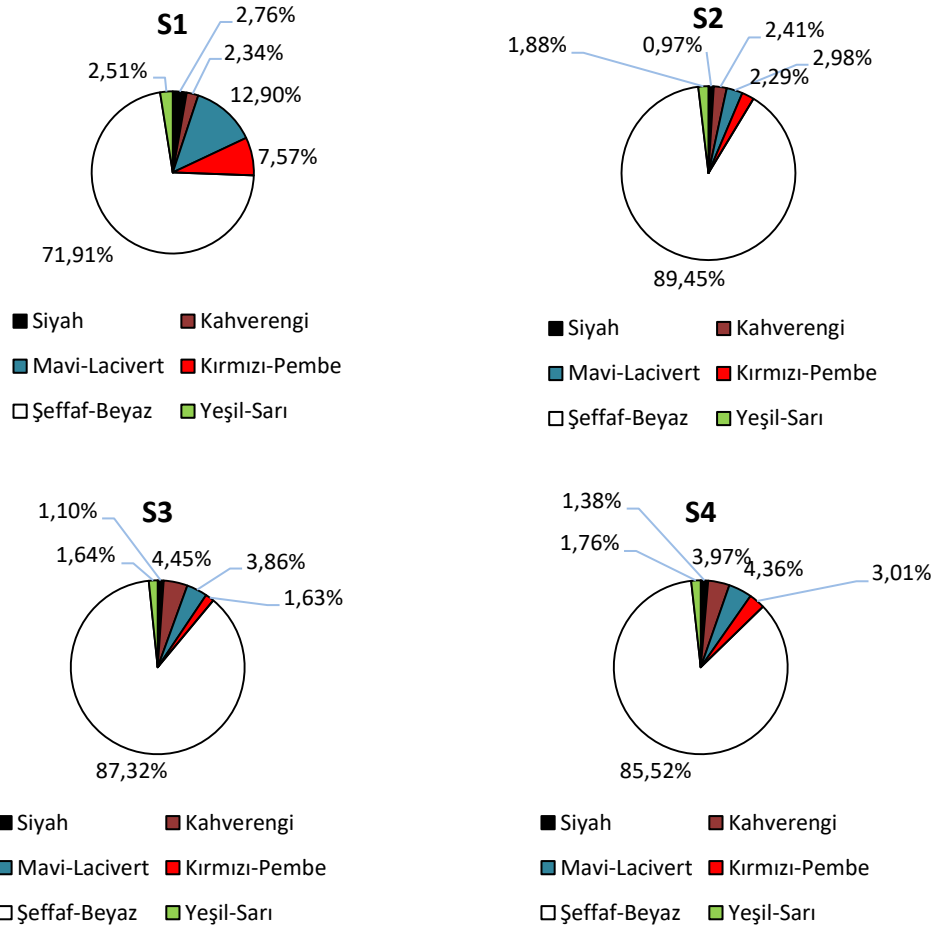 S1
2,76%
2,34%
2,51%
12,90%
7,57%
71,91%
Siyah Kahverengi
Mavi-Lacivert Kırmızı-Pembe
Şeffaf-Beyaz Yeşil-Sarı
S2
1,88% 0,97% 2,41%
2,98%
2,29%
89,45%
Siyah Kahverengi
Mavi-Lacivert Kırmızı-Pembe
Şeffaf-Beyaz Yeşil-Sarı
S3
1,10%
1,64% 4,45% 3,86%
1,63%
87,32%
Siyah Kahverengi
Mavi-Lacivert Kırmızı-Pembe
Şeffaf-Beyaz Yeşil-Sarı
S4
1,38%
1,76% 3,97%
4,36% 3,01%
85,52%
Siyah Kahverengi
Mavi-Lacivert Kırmızı-Pembe
Şeffaf-Beyaz Yeşil-Sarı